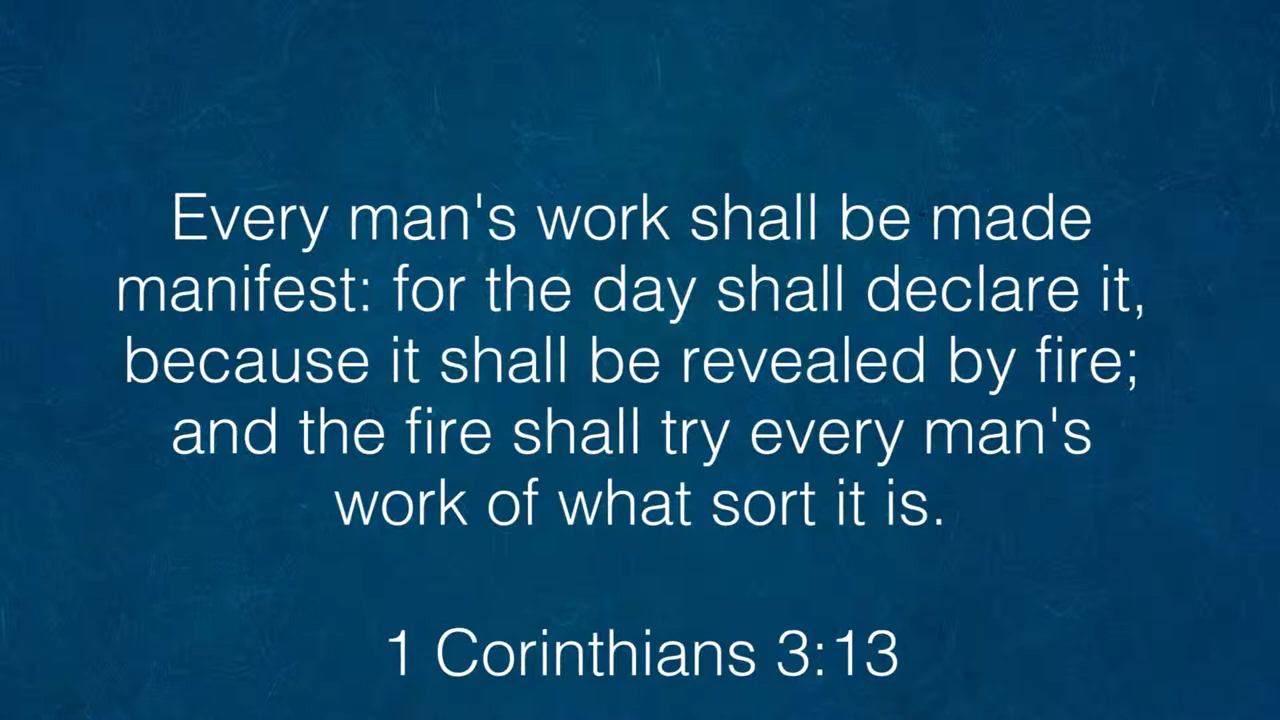 Every man's work shall be made
manifest: for the day shall declare it,
because it shall be revealed by fire;
and the fire shall try every man's
work of what sort it is.
1 Corinthians 3:13